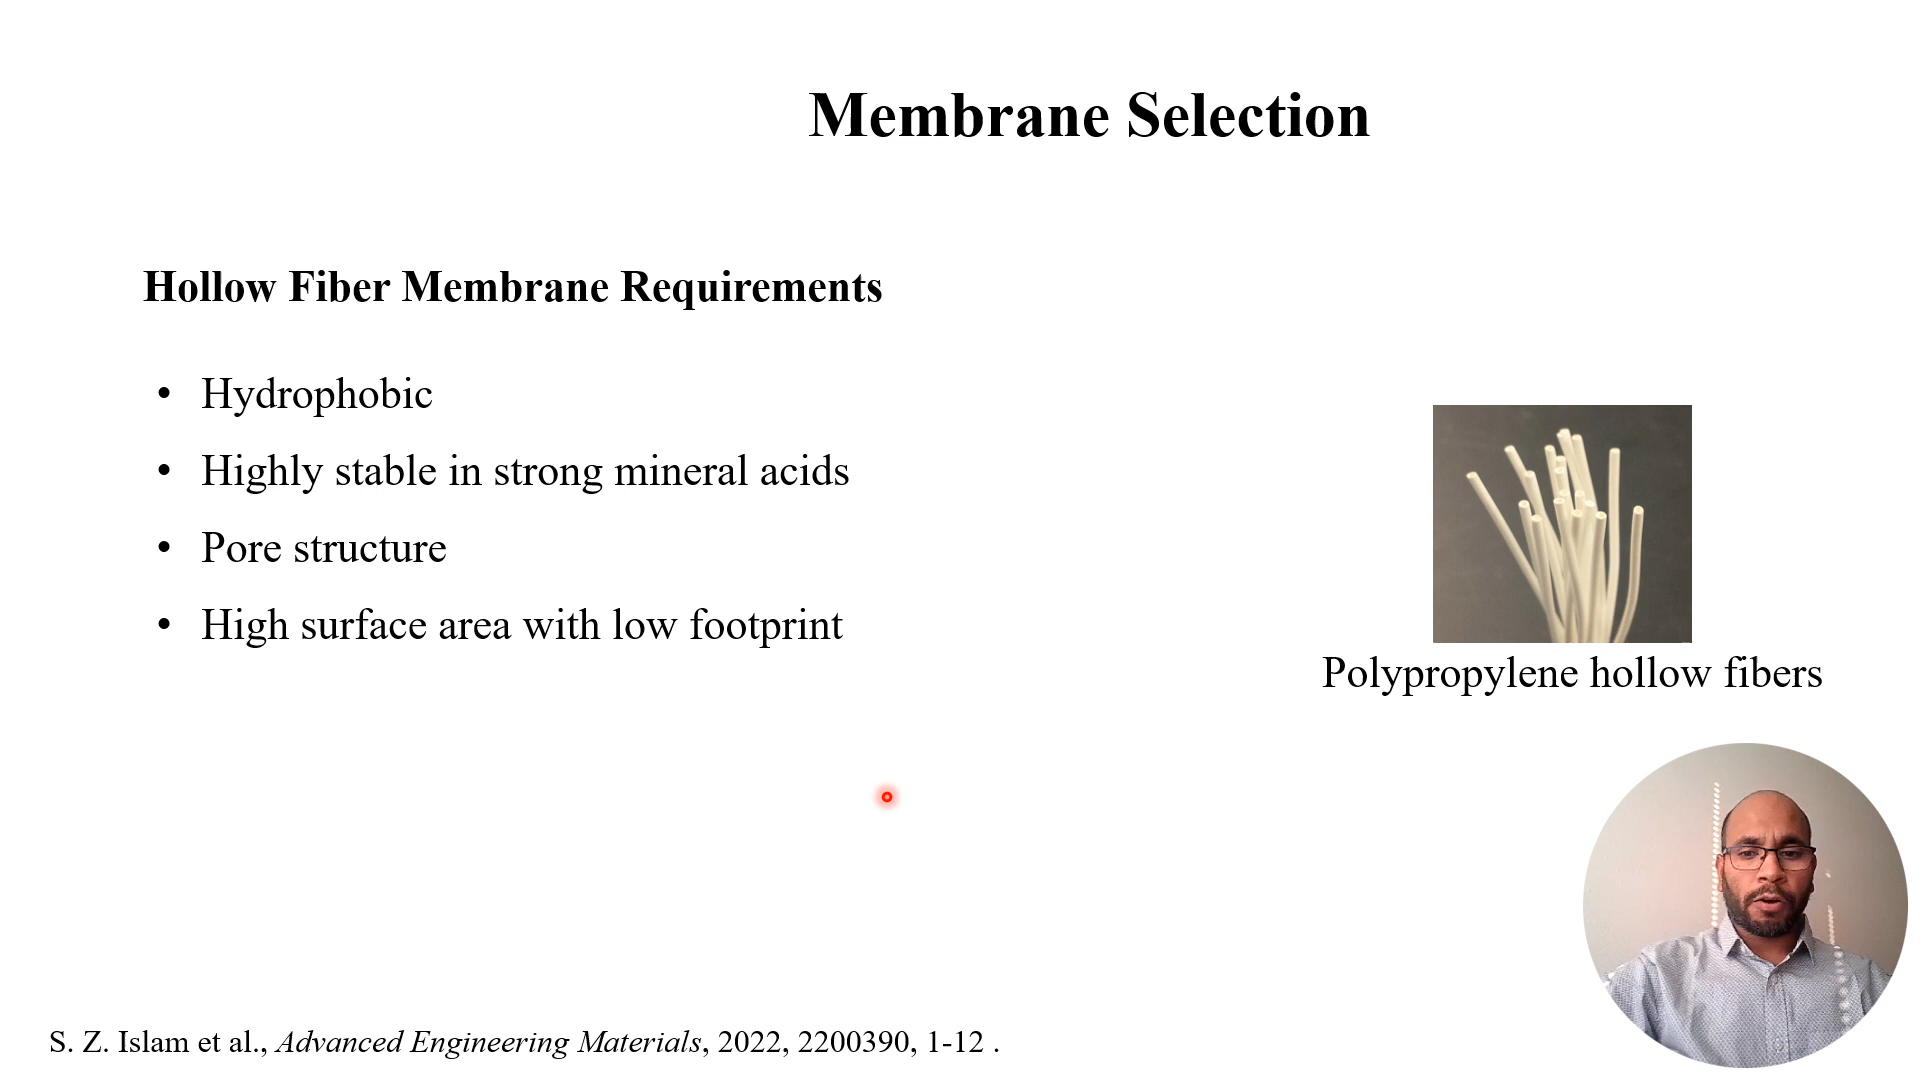 Membrane Selection
Hollow Fiber Membrane Requirements
• Hydrophobic
• Highly stable in strong mineral acids
• Pore structure
• High surface area with low footprint
Polypropylene hollow fibers
S. Z. Islam et al., Advanced Engineering Materials, 2022, 2200390, 1-12 .